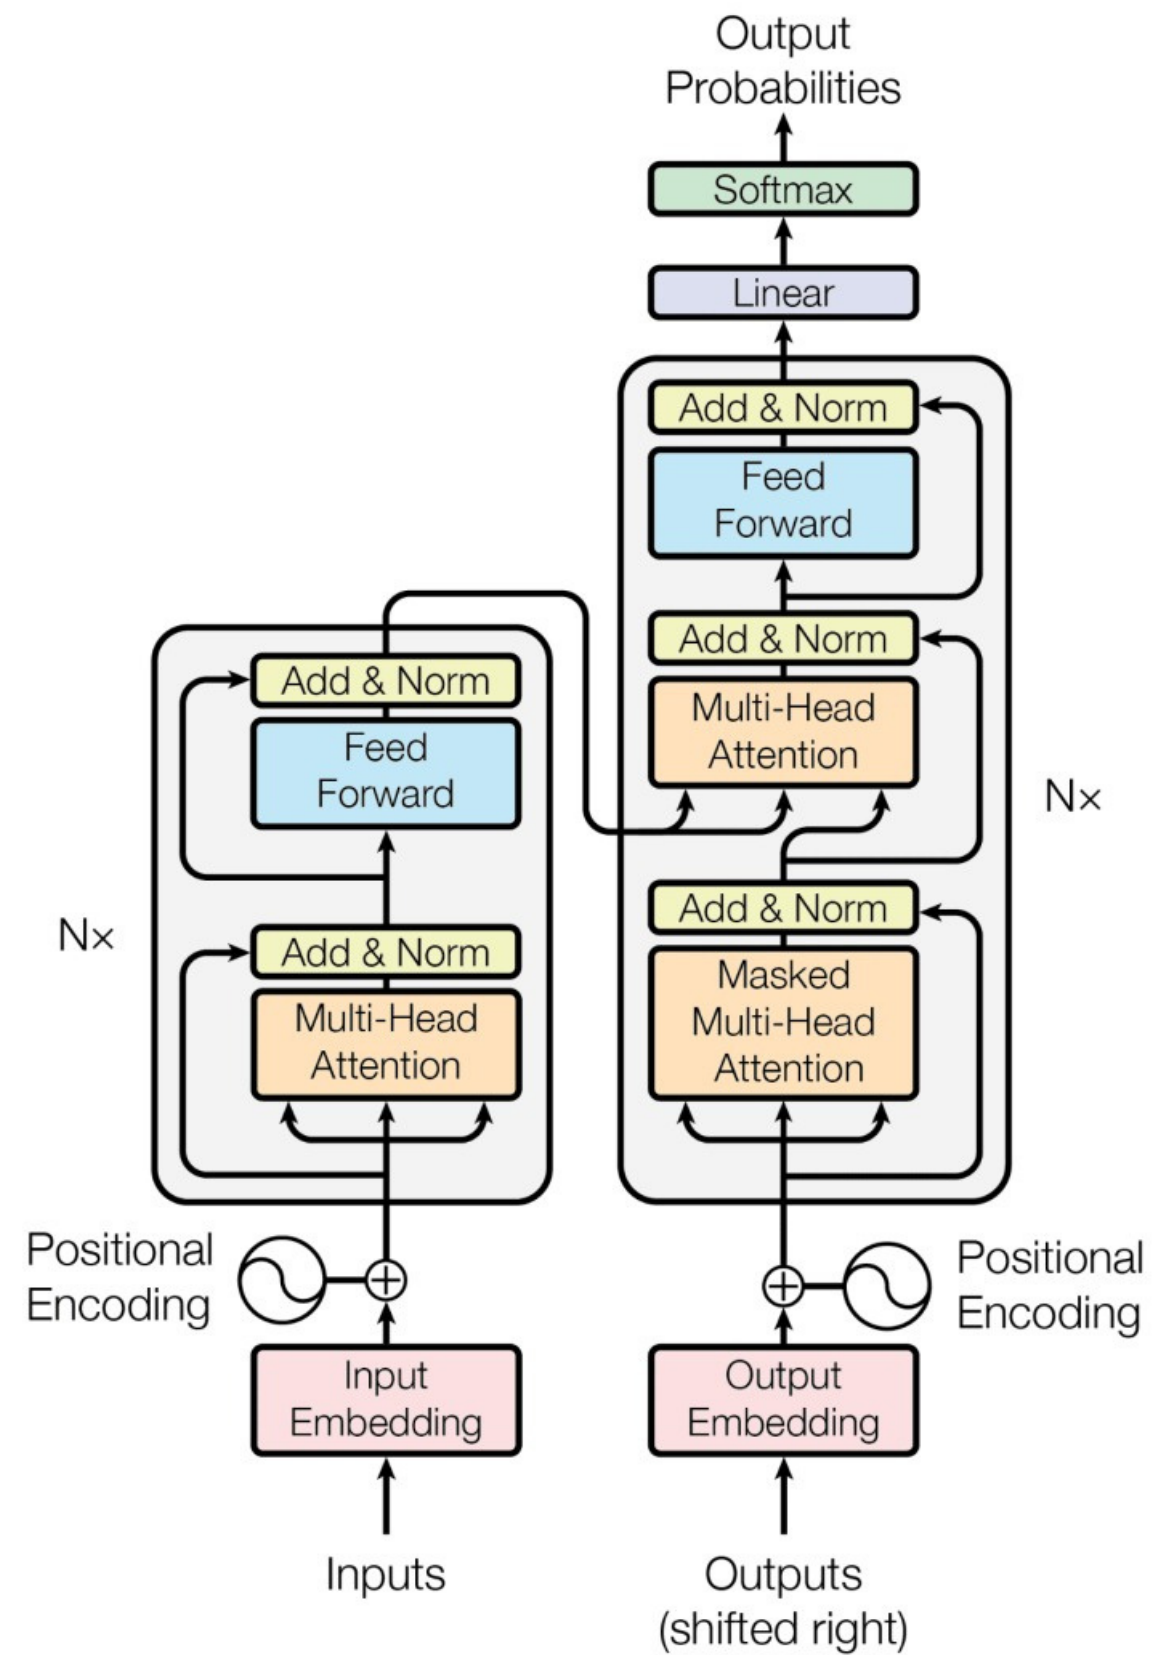 Output
Probabilities
Softmax
Linear
Add & Norm
Feed
Forward
Add & Norm
Multi-Head
Attention
Nx
Add & Norm
Masked
Multi-Head
Attention
Add & Norm
Feed
Forward
Nx
Add & Norm
Multi-Head
Attention
Positional
Encoding
Input
Embedding
Inputs
Positional
Encoding
Output
Embedding
Outputs
(shifted right)